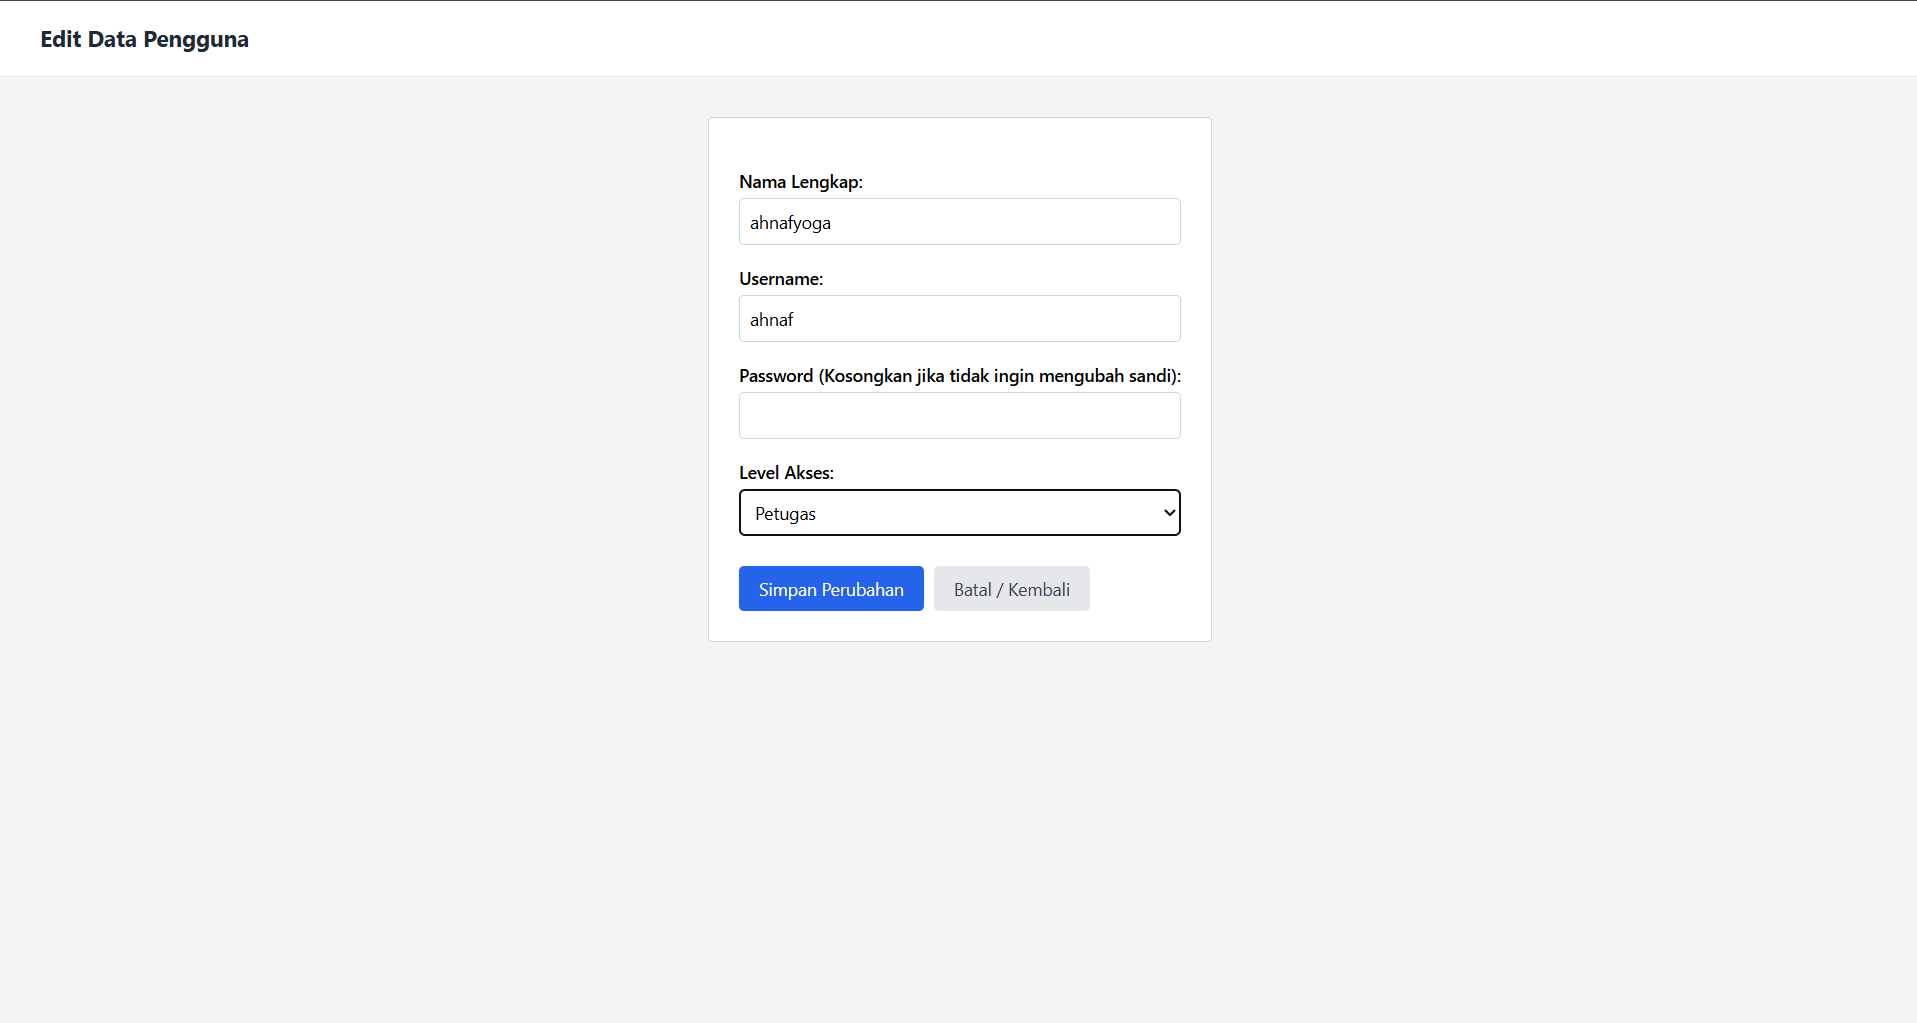 Edit Data Pengguna
Nama Lengkap:
ahnafyoga
Username:
ahnaf
Password (Kosongkan jika tidak ingin mengubah sandi):
Level Akses:
Petugas
Simpan Perubahan
Batal / Kembali